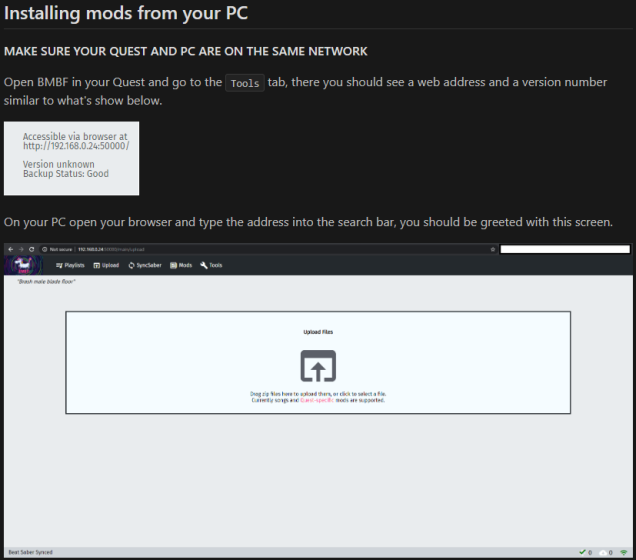 Installing mods from your PC
MAKE SURE YOUR QUEST AND PC ARE ON THE SAME NETWORK
Open BMBF in your Quest and go to the Tools tab, there you should see a web address and a version number
similar to what's show below.
Accessible via browser at
http://192.168.0.24:50000/
Version unknown
Backup Status: Good
On your PC open your browser and type the address into the search bar, you should be greeted with this screen.
Not secure | 192.168.0.24:50000/main/upload
Playlists Upload SyncSaber Mods Tools
"Brash male blade floor"
Upload Files
Drag zip files here to upload them, or click to select a file.
Currently songs and Quest-specific mods are supported.
Beat Saber Synced
0 0